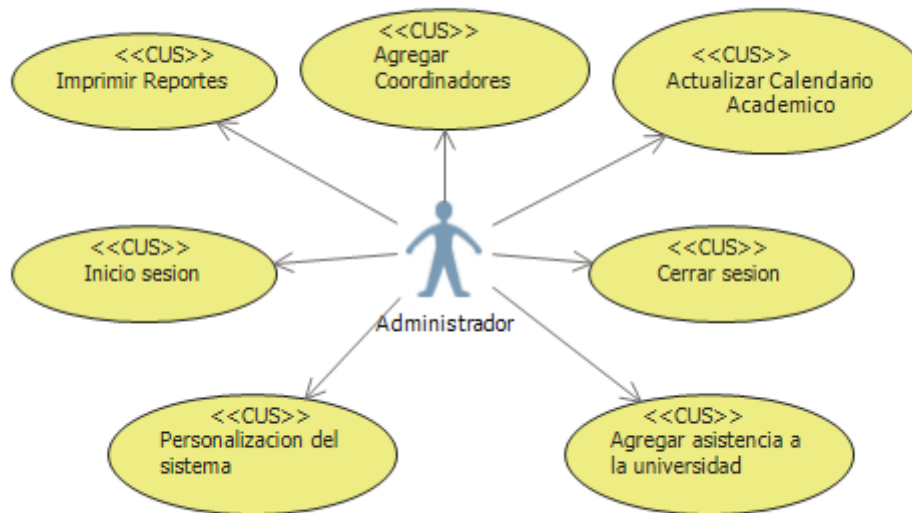 <<CUS>>
Imprimir Reportes
<<CUS>>
Agregar
Coordinadores
<<CUS>>
Actualizar Calendario
Academico
<<CUS>>
Inicio sesion
Administrador
<<CUS>>
Cerrar sesion
<<CUS>>
Personalizacion del
sistema
<<CUS>>
Agregar asistencia a
la universidad